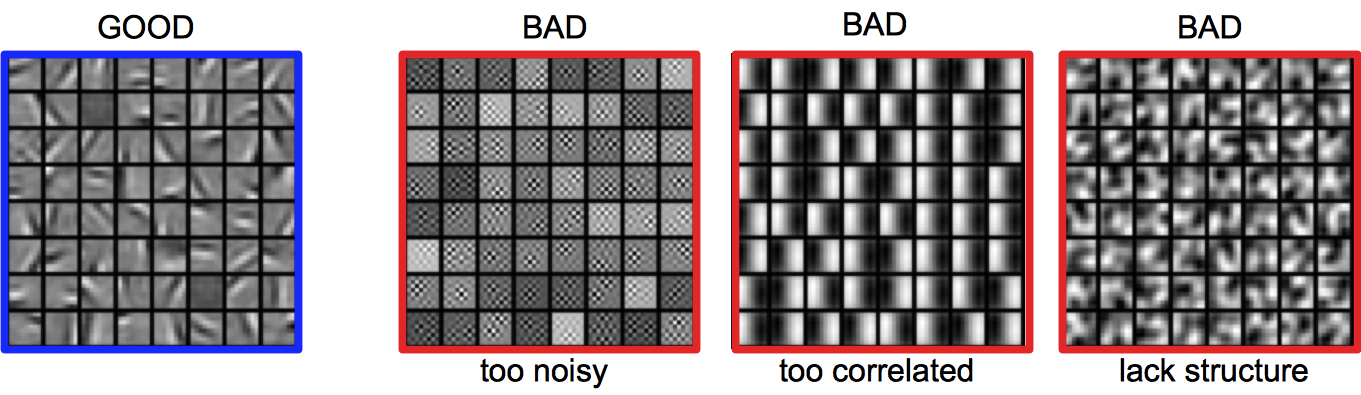 GOOD
BAD
BAD
BAD
too noisy
too correlated
lack structure